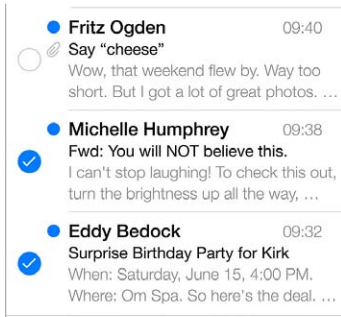 Fritz Ogden 09:40
Say “cheese”
Wow, that weekend flew by. Way too
short. But I got a lot of great photos. …
Michelle Humphrey 09:38
Fwd: You will NOT believe this.
I can't stop laughing! To check this out,
turn the brightness up all the way, …
Eddy Bedock 09:32
Surprise Birthday Party for Kirk
When: Saturday, June 15, 4:00 PM.
Where: Om Spa. So here's the deal. …